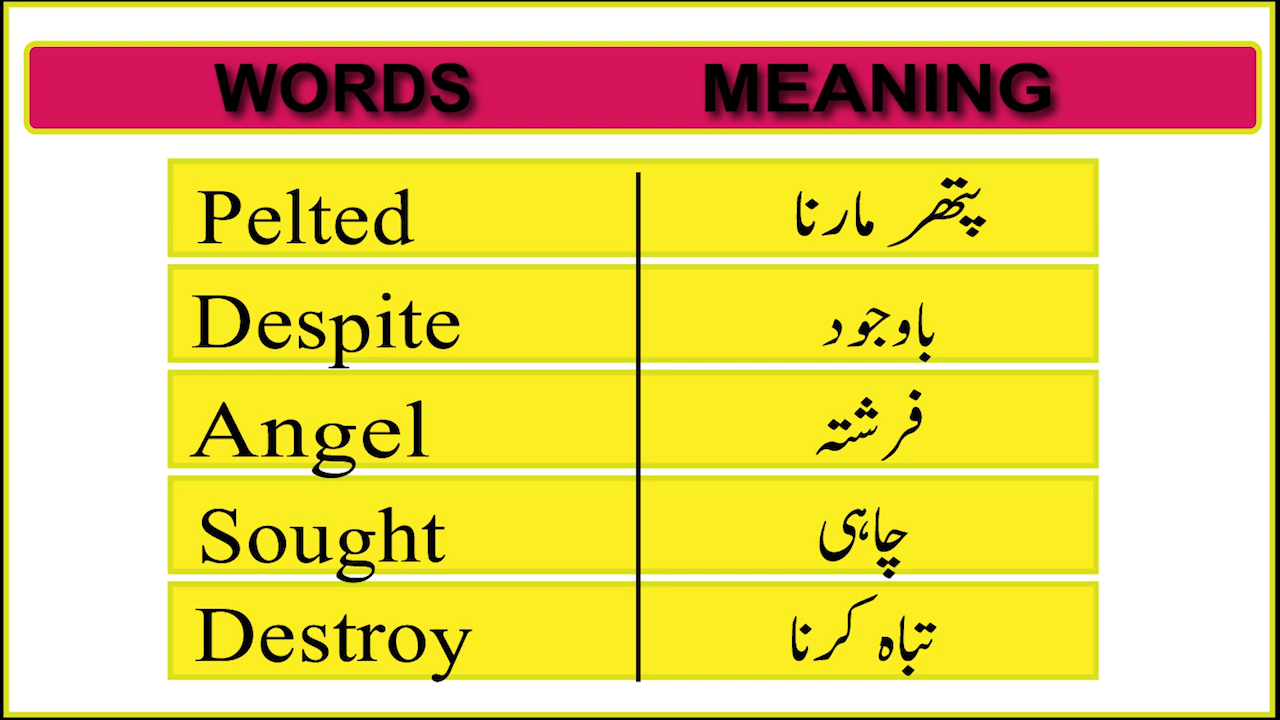 WORDS MEANING
Pelted پتھر مارنا
Despite باوجود
Angel فرشتہ
Sought چاہی
Destroy تباہ کرنا